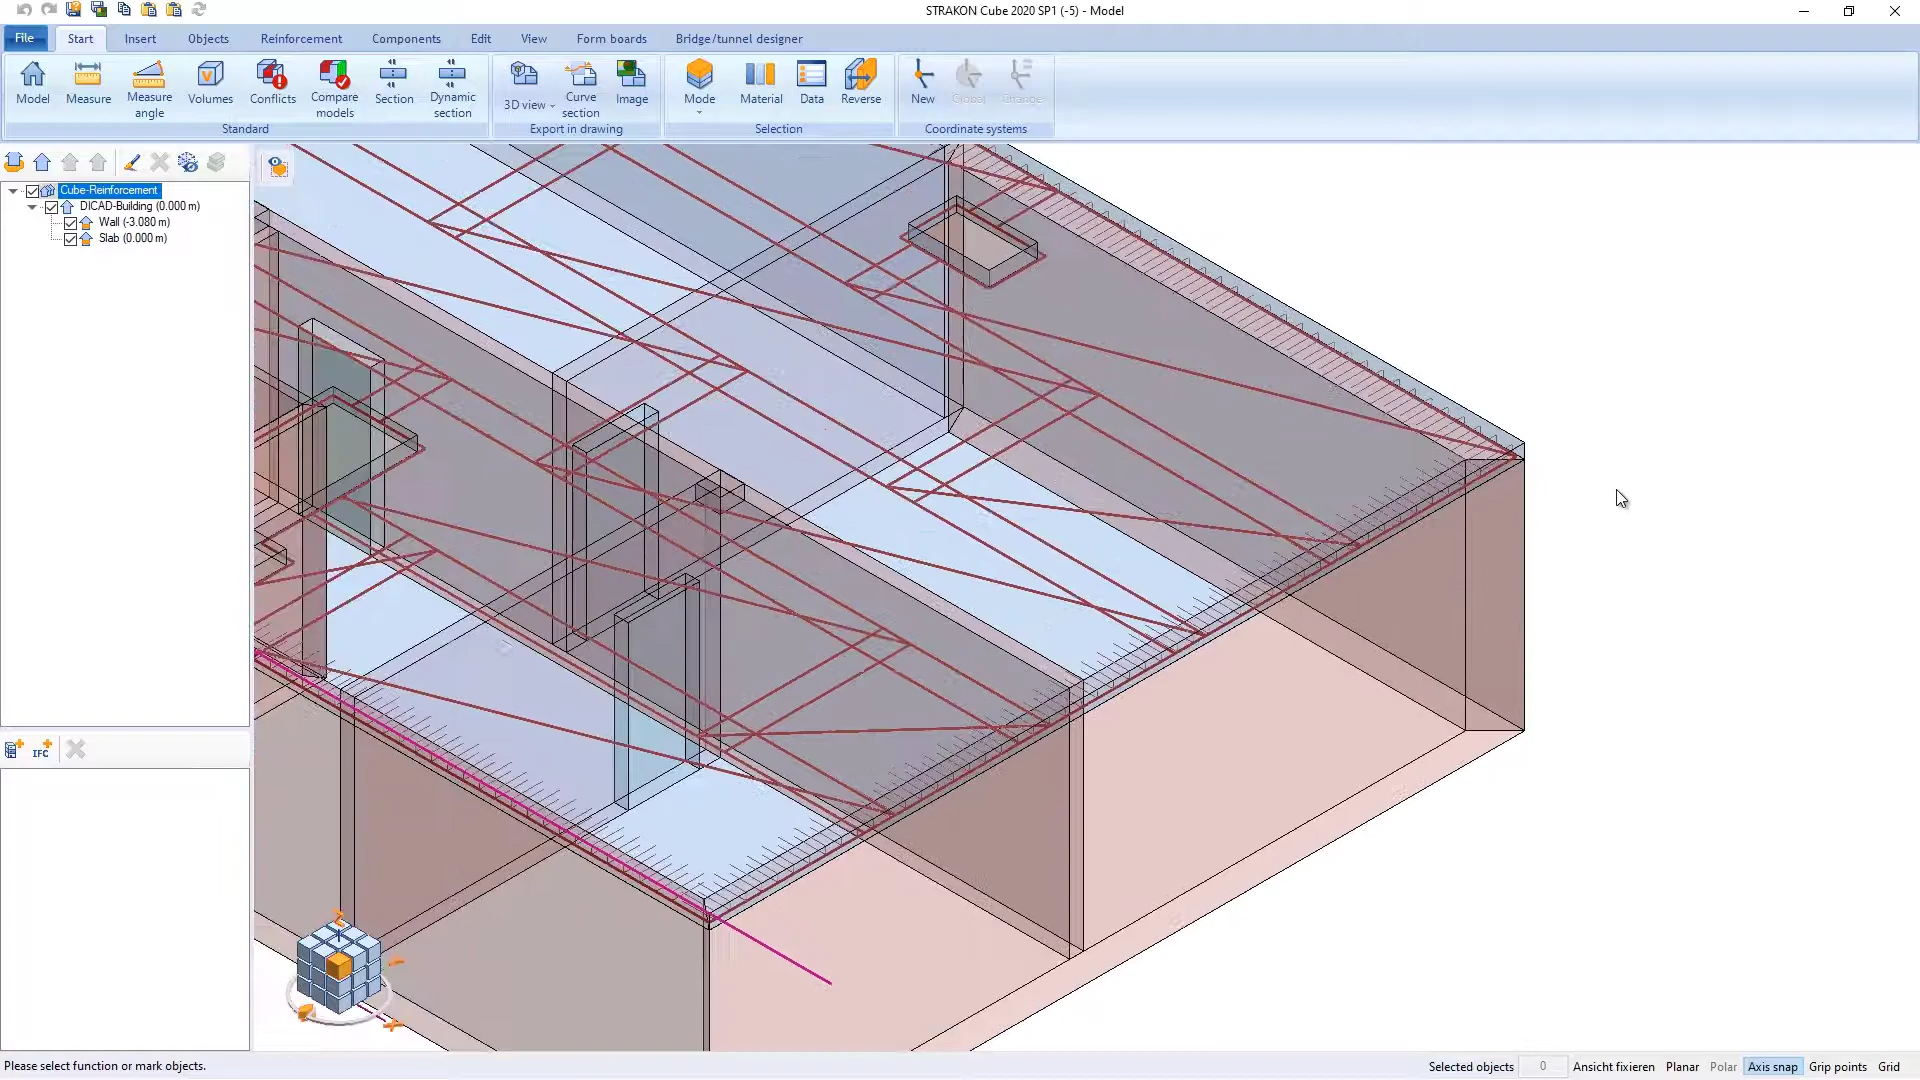 STRAKON Cube 2020 SP1 (-5) - Model
File Start Insert Objects Reinforcement Components Edit View Form boards Bridge/tunnel designer
Model Measure Measure angle Volumes Conflicts Compare models Section Dynamic section
Standard
3D view Curve section Image
Export in drawing
Mode Material Data Reverse
Selection
New Global Change
Coordinate systems
Cube-Reinforcement
DICAD-Building (0.000 m)
Wall (-3.080 m)
Slab (0.000 m)
IFC
Please select function or mark objects.
Selected objects 0 Ansicht fixieren Planar Polar Axis snap Grip points Grid